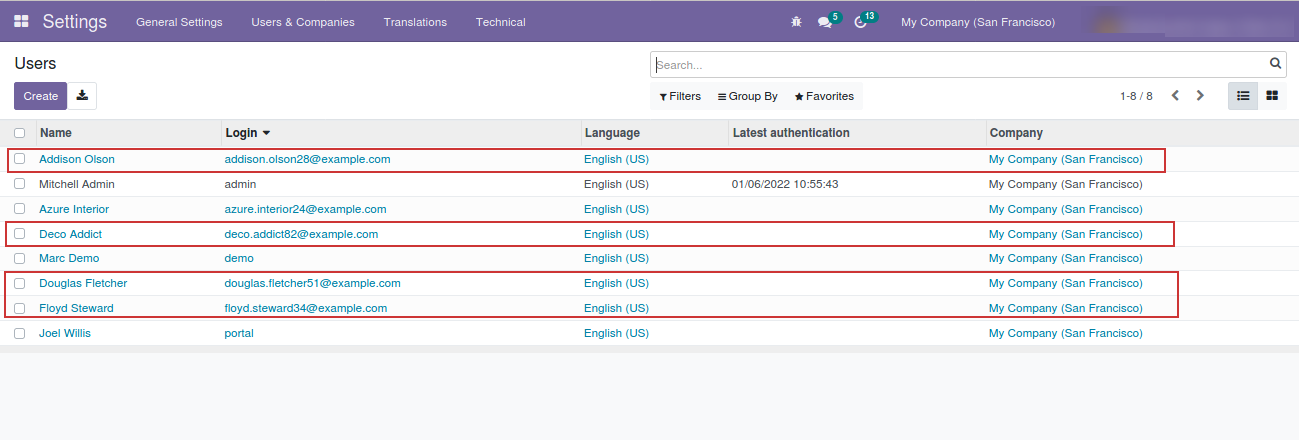 Settings General Settings Users & Companies Translations Technical 5 13 My Company (San Francisco)
Users Search...
Create Filters Group By Favorites 1-8 / 8
Name Login Language Latest authentication Company
Addison Olson addison.olson28@example.com English (US) My Company (San Francisco)
Mitchell Admin admin English (US) 01/06/2022 10:55:43 My Company (San Francisco)
Azure Interior azure.interior24@example.com English (US) My Company (San Francisco)
Deco Addict deco.addict82@example.com English (US) My Company (San Francisco)
Marc Demo demo English (US) My Company (San Francisco)
Douglas Fletcher douglas.fletcher51@example.com English (US) My Company (San Francisco)
Floyd Steward floyd.steward34@example.com English (US) My Company (San Francisco)
Joel Willis portal English (US) My Company (San Francisco)